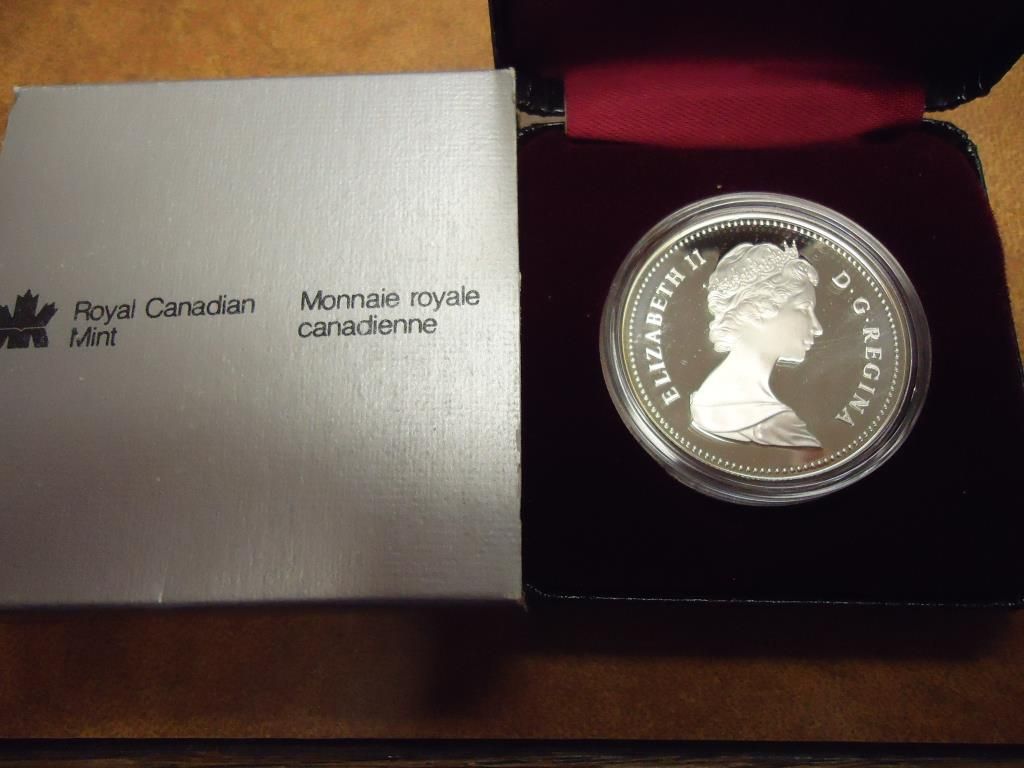 Royal Canadian
Mint
Monnaie royale
canadienne
ELIZABETH II
D·G·REGINA